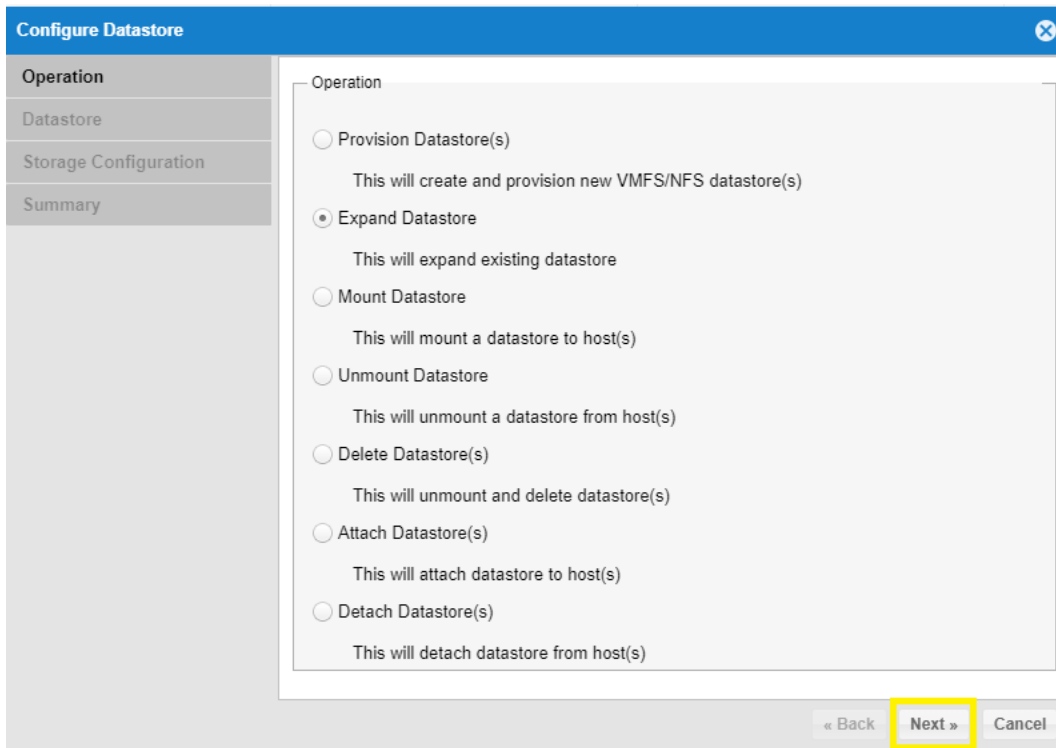 Configure Datastore
Operation
Datastore
Storage Configuration
Summary
Operation
Provision Datastore(s)
This will create and provision new VMFS/NFS datastore(s)
Expand Datastore
This will expand existing datastore
Mount Datastore
This will mount a datastore to host(s)
Unmount Datastore
This will unmount a datastore from host(s)
Delete Datastore(s)
This will unmount and delete datastore(s)
Attach Datastore(s)
This will attach datastore to host(s)
Detach Datastore(s)
This will detach datastore from host(s)
« Back Next » Cancel